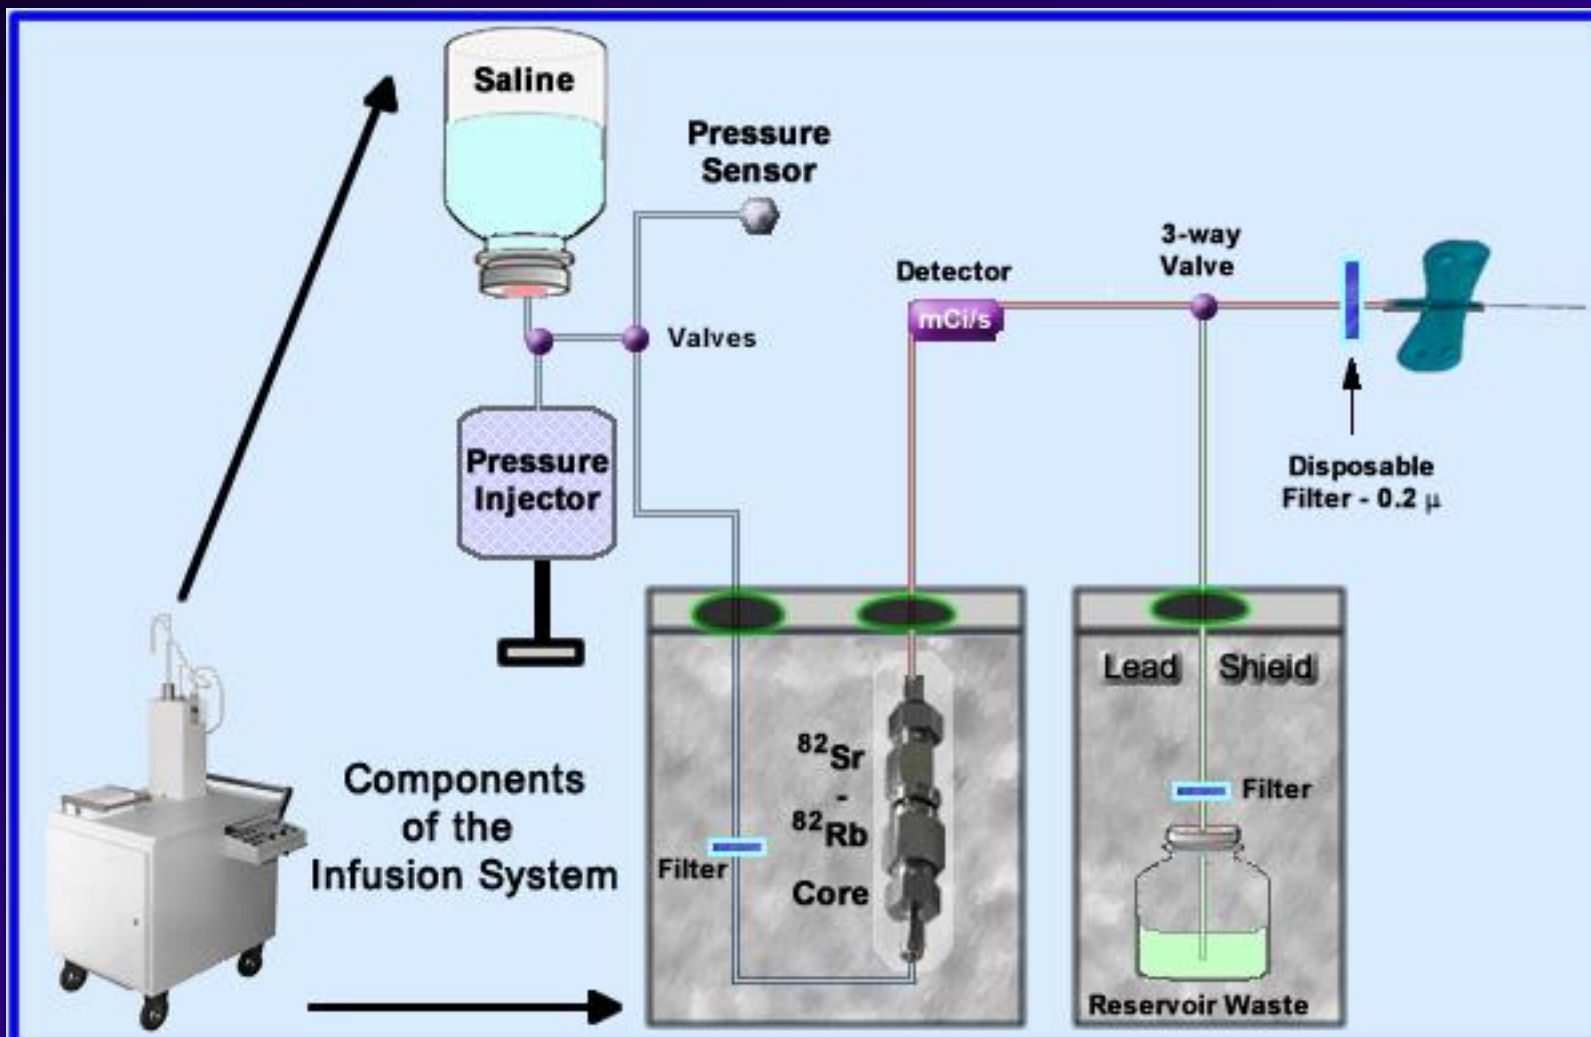 Saline
Pressure
Sensor
Valves
Pressure
Injector
Detector
mCi/s
3-way
Valve
Disposable
Filter - 0.2 μ
Components
of the
Infusion System
Filter
⁸²Sr
-
⁸²Rb
Core
Lead Shield
Filter
Reservoir Waste